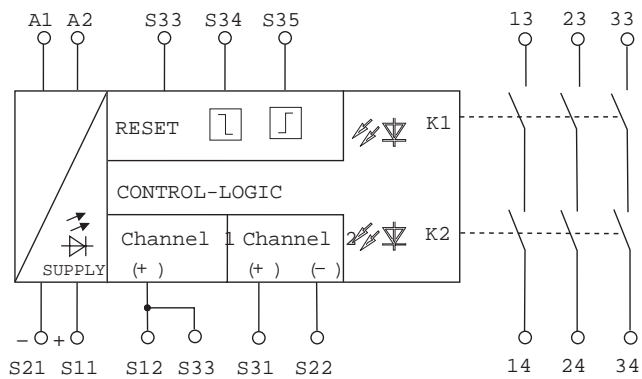 A1 A2 S33 S34 S35 13 23 33
RESET K1
CONTROL-LOGIC
Channel 1 Channel 2 K2
SUPPLY (+ ) (+ ) (- )
- +
S21 S11 S12 S33 S31 S22 14 24 34